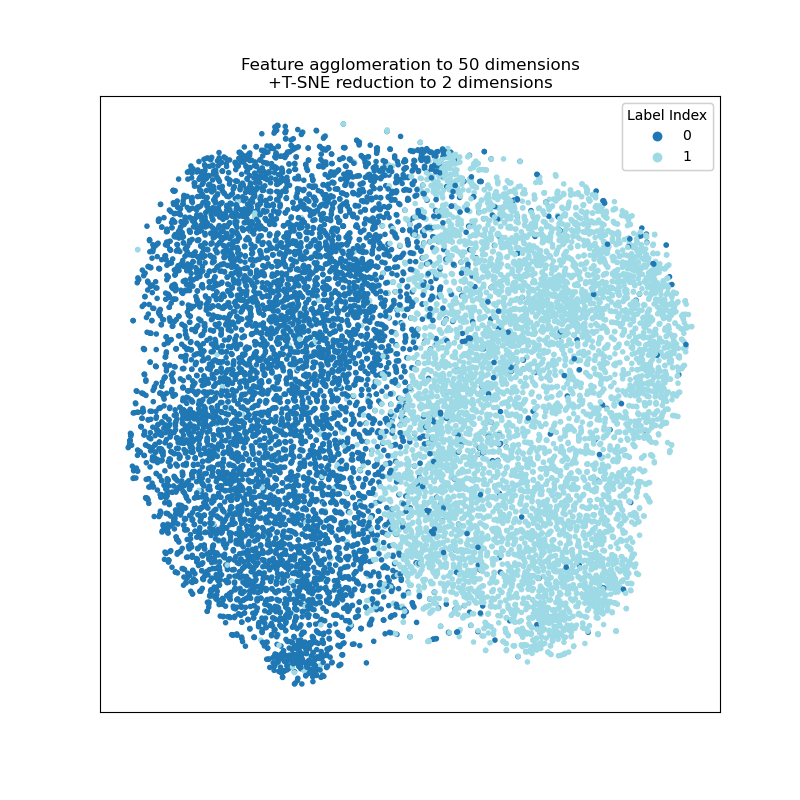 Feature agglomeration to 50 dimensions
+T-SNE reduction to 2 dimensions
Label Index
0
1